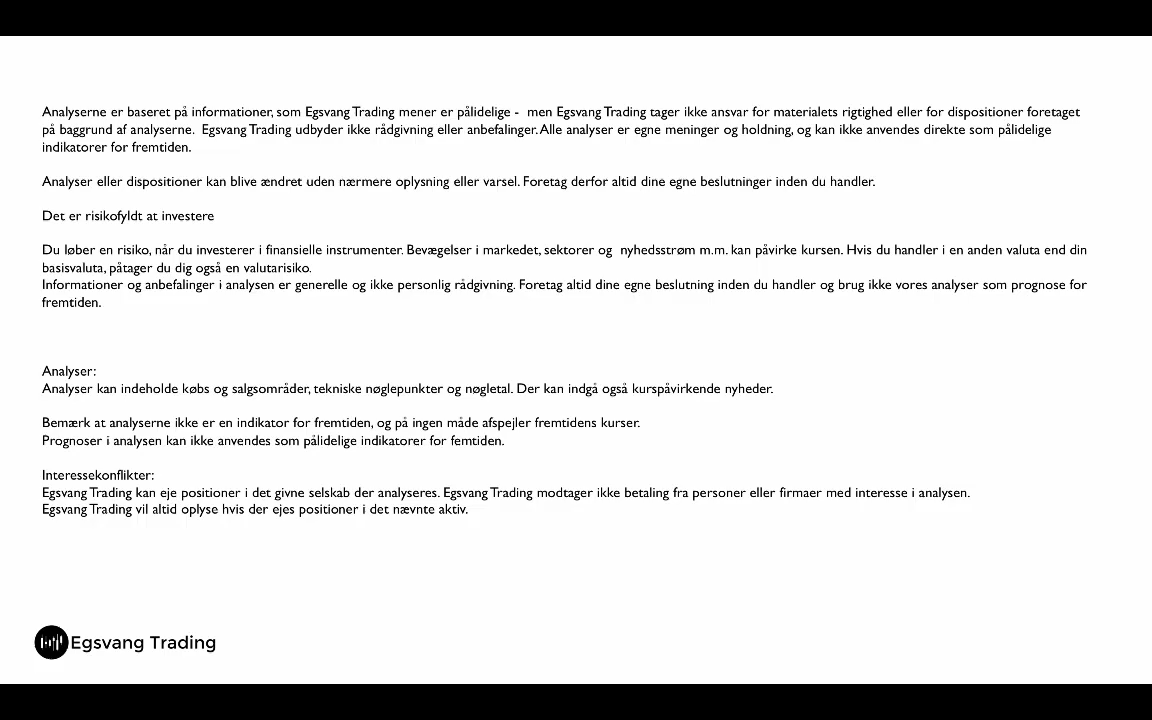 Analyserne er baseret på informationer, som Egsvang Trading mener er pålidelige -  men Egsvang Trading tager ikke ansvar for materialets rigtighed eller for dispositioner foretaget
på baggrund af analyserne.  Egsvang Trading udbyder ikke rådgivning eller anbefalinger. Alle analyser er egne meninger og holdning, og kan ikke anvendes direkte som pålidelige
indikatorer for fremtiden.
Analyser eller dispositioner kan blive ændret uden nærmere oplysning eller varsel. Foretag derfor altid dine egne beslutninger inden du handler.
Det er risikofyldt at investere
Du løber en risiko, når du investerer i finansielle instrumenter. Bevægelser i markedet, sektorer og  nyhedsstrøm m.m. kan påvirke kursen. Hvis du handler i en anden valuta end din
basisvaluta, påtager du dig også en valutarisiko.
Informationer og anbefalinger i analysen er generelle og ikke personlig rådgivning. Foretag altid dine egne beslutning inden du handler og brug ikke vores analyser som prognose for
fremtiden.
Analyser:
Analyser kan indeholde købs og salgsområder, tekniske nøglepunkter og nøgletal. Der kan indgå også kurspåvirkende nyheder.
Bemærk at analyserne ikke er en indikator for fremtiden, og på ingen måde afspejler fremtidens kurser.
Prognoser i analysen kan ikke anvendes som pålidelige indikatorer for femtiden.
Interessekonflikter:
Egsvang Trading kan eje positioner i det givne selskab der analyseres. Egsvang Trading modtager ikke betaling fra personer eller firmaer med interesse i analysen.
Egsvang Trading vil altid oplyse hvis der ejes positioner i det nævnte aktiv.
Egsvang Trading